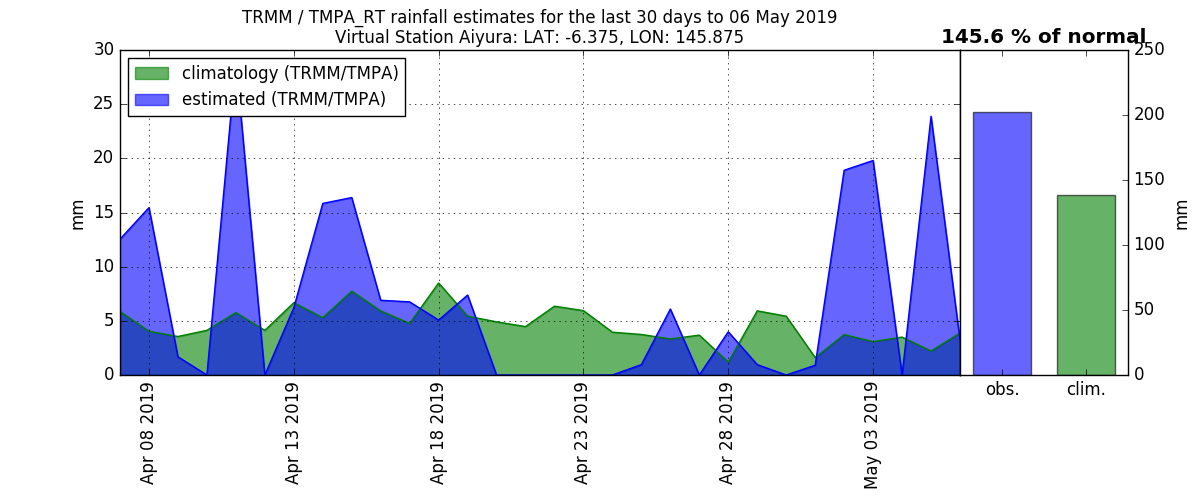 TRMM / TMPA_RT rainfall estimates for the last 30 days to 06 May 2019
Virtual Station Aiyura: LAT: -6.375, LON: 145.875
145.6 % of normal
climatology (TRMM/TMPA)
estimated (TRMM/TMPA)
30
25
20
15
10
5
0
mm
250
200
150
100
50
0
mm
Apr 08 2019
Apr 13 2019
Apr 18 2019
Apr 23 2019
Apr 28 2019
May 03 2019
obs.
clim.